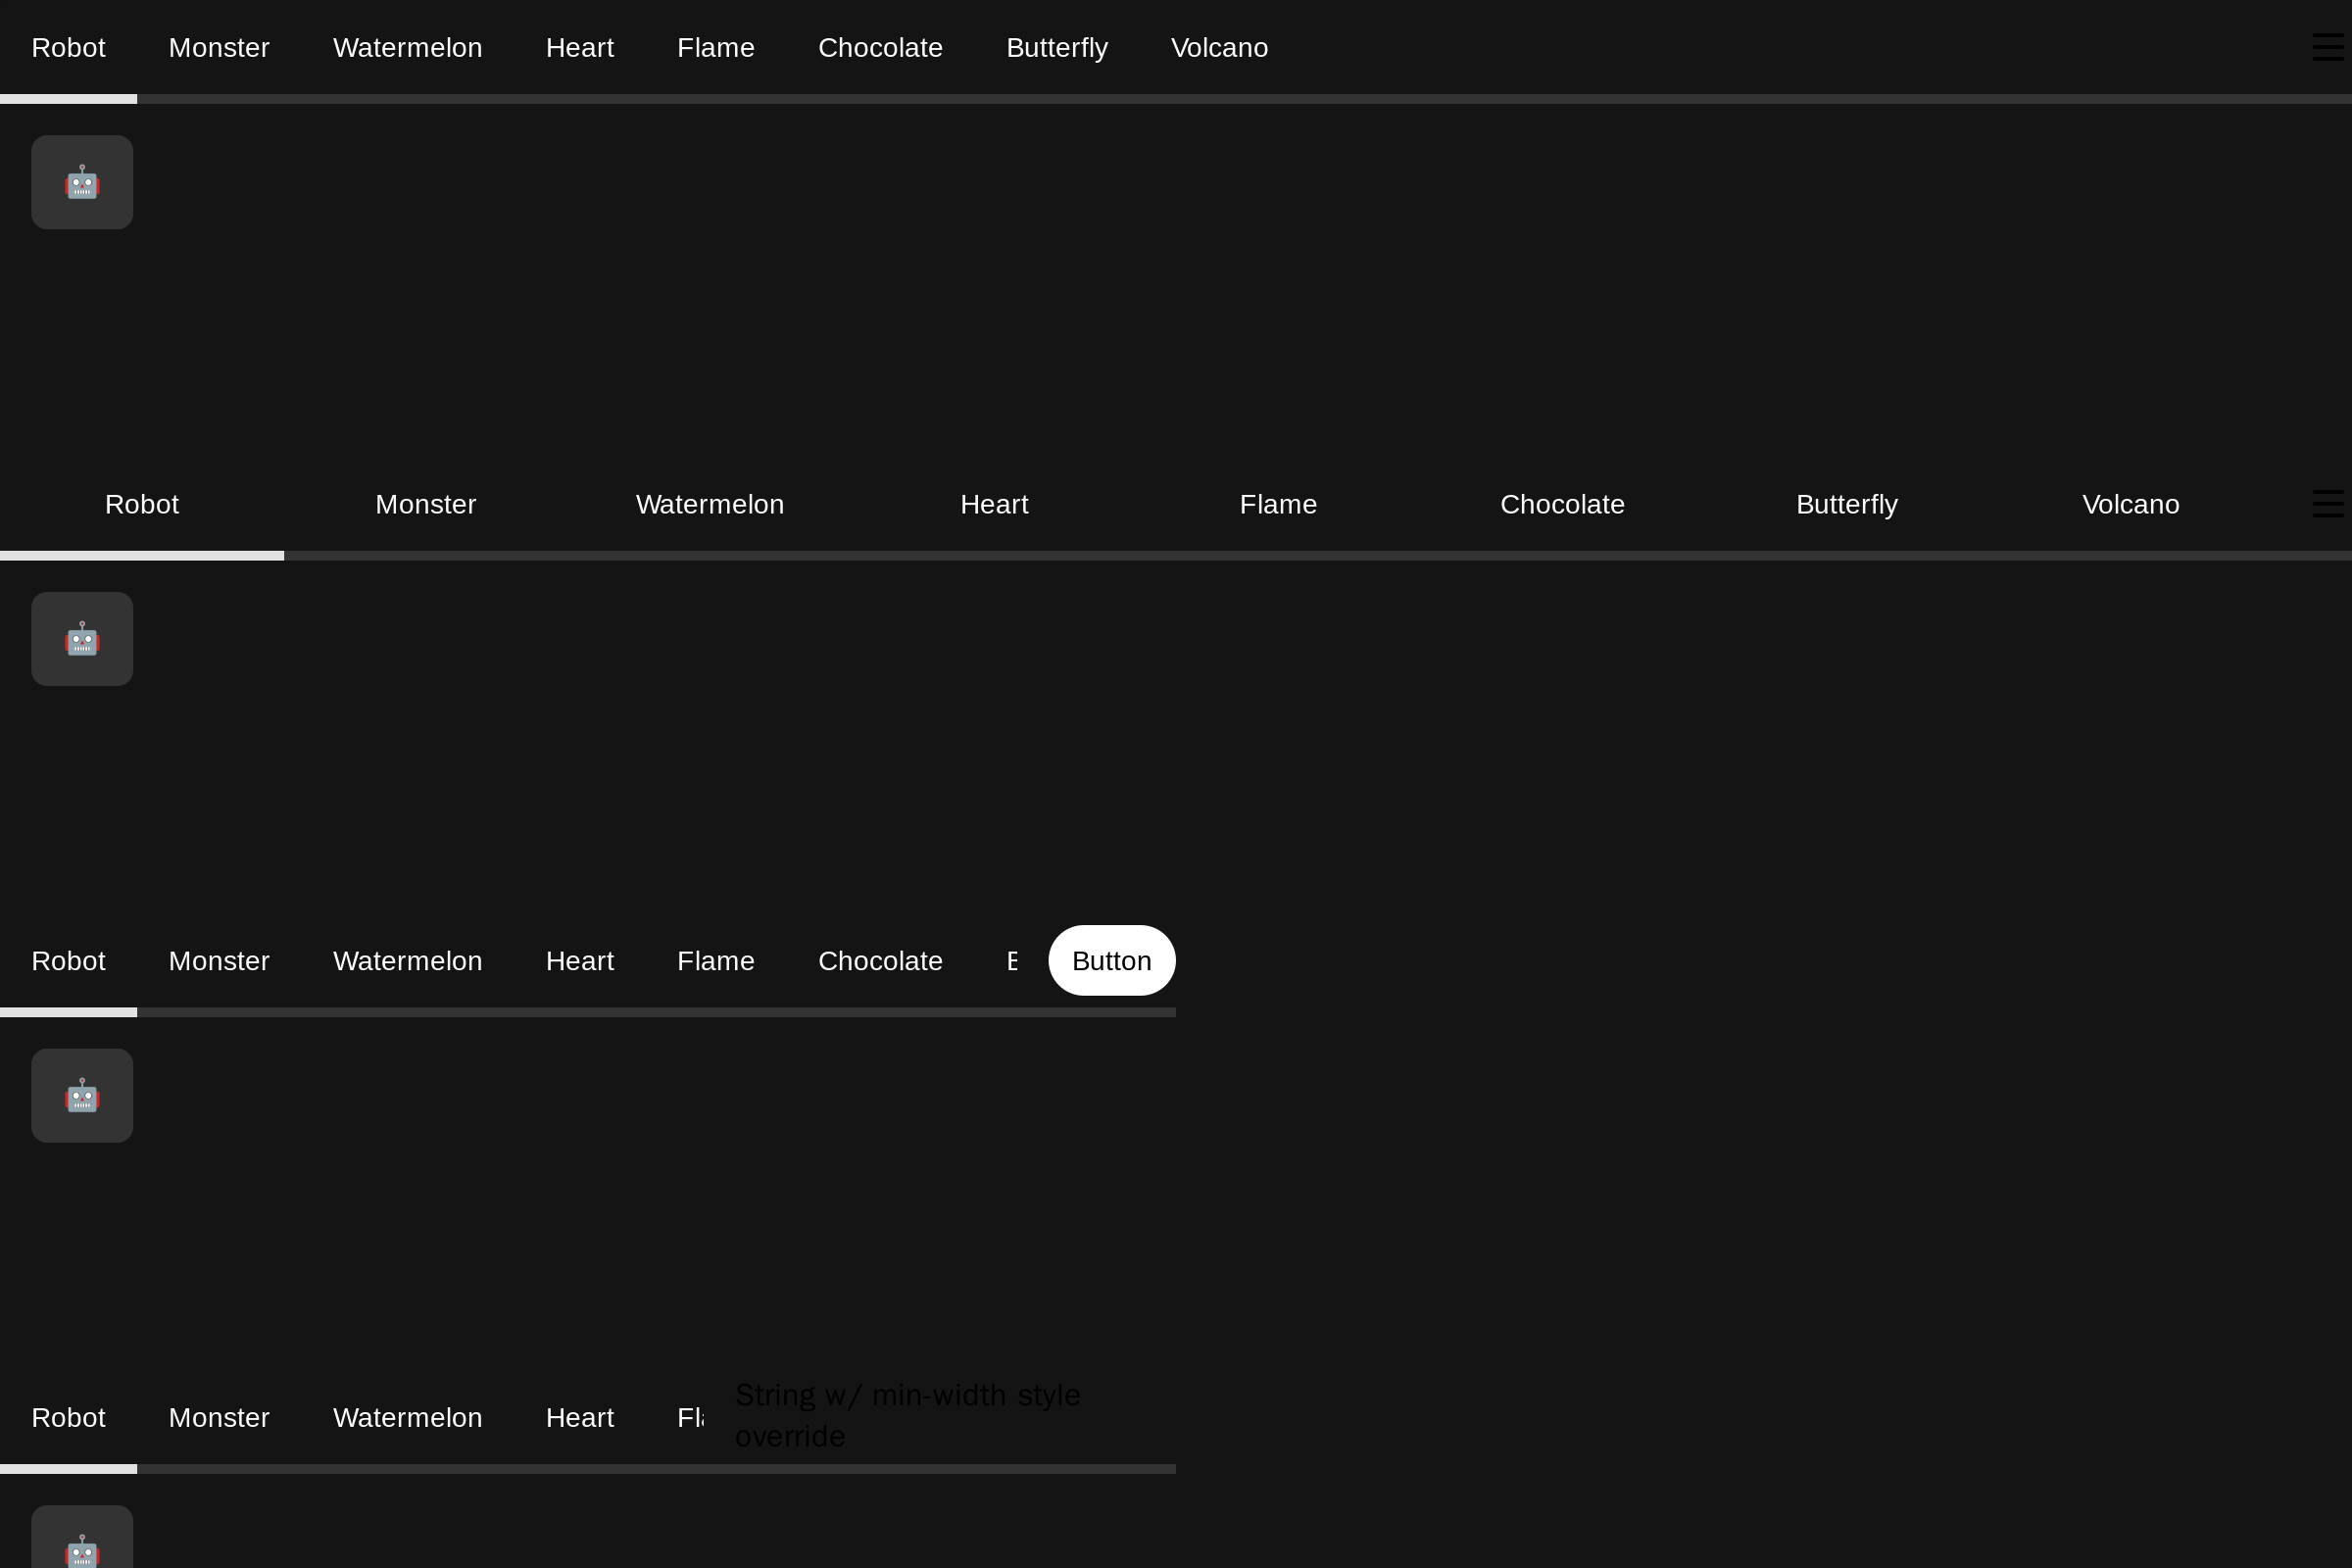 Robot Monster Watermelon Heart Flame Chocolate Butterfly Volcano
Robot Monster Watermelon Heart Flame Chocolate Butterfly Volcano
Robot Monster Watermelon Heart Flame Chocolate Button
Robot Monster Watermelon Heart
String w/ min-width style
override